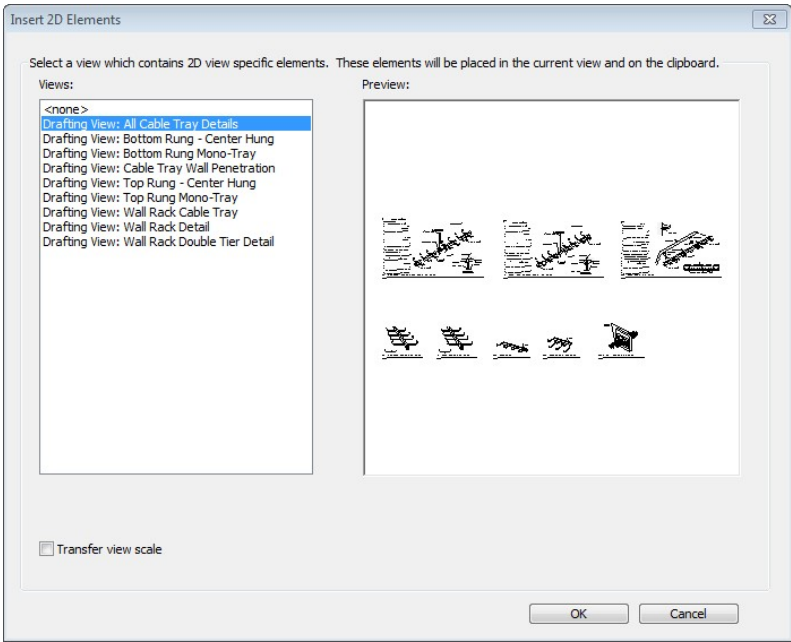 Insert 2D Elements
Select a view which contains 2D view specific elements.  These elements will be placed in the current view and on the clipboard.
Views:
Preview:
<none>
Drafting View: All Cable Tray Details
Drafting View: Bottom Rung - Center Hung
Drafting View: Bottom Rung Mono-Tray
Drafting View: Cable Tray Wall Penetration
Drafting View: Top Rung - Center Hung
Drafting View: Top Rung Mono-Tray
Drafting View: Wall Rack Cable Tray
Drafting View: Wall Rack Detail
Drafting View: Wall Rack Double Tier Detail
Transfer view scale
OK
Cancel